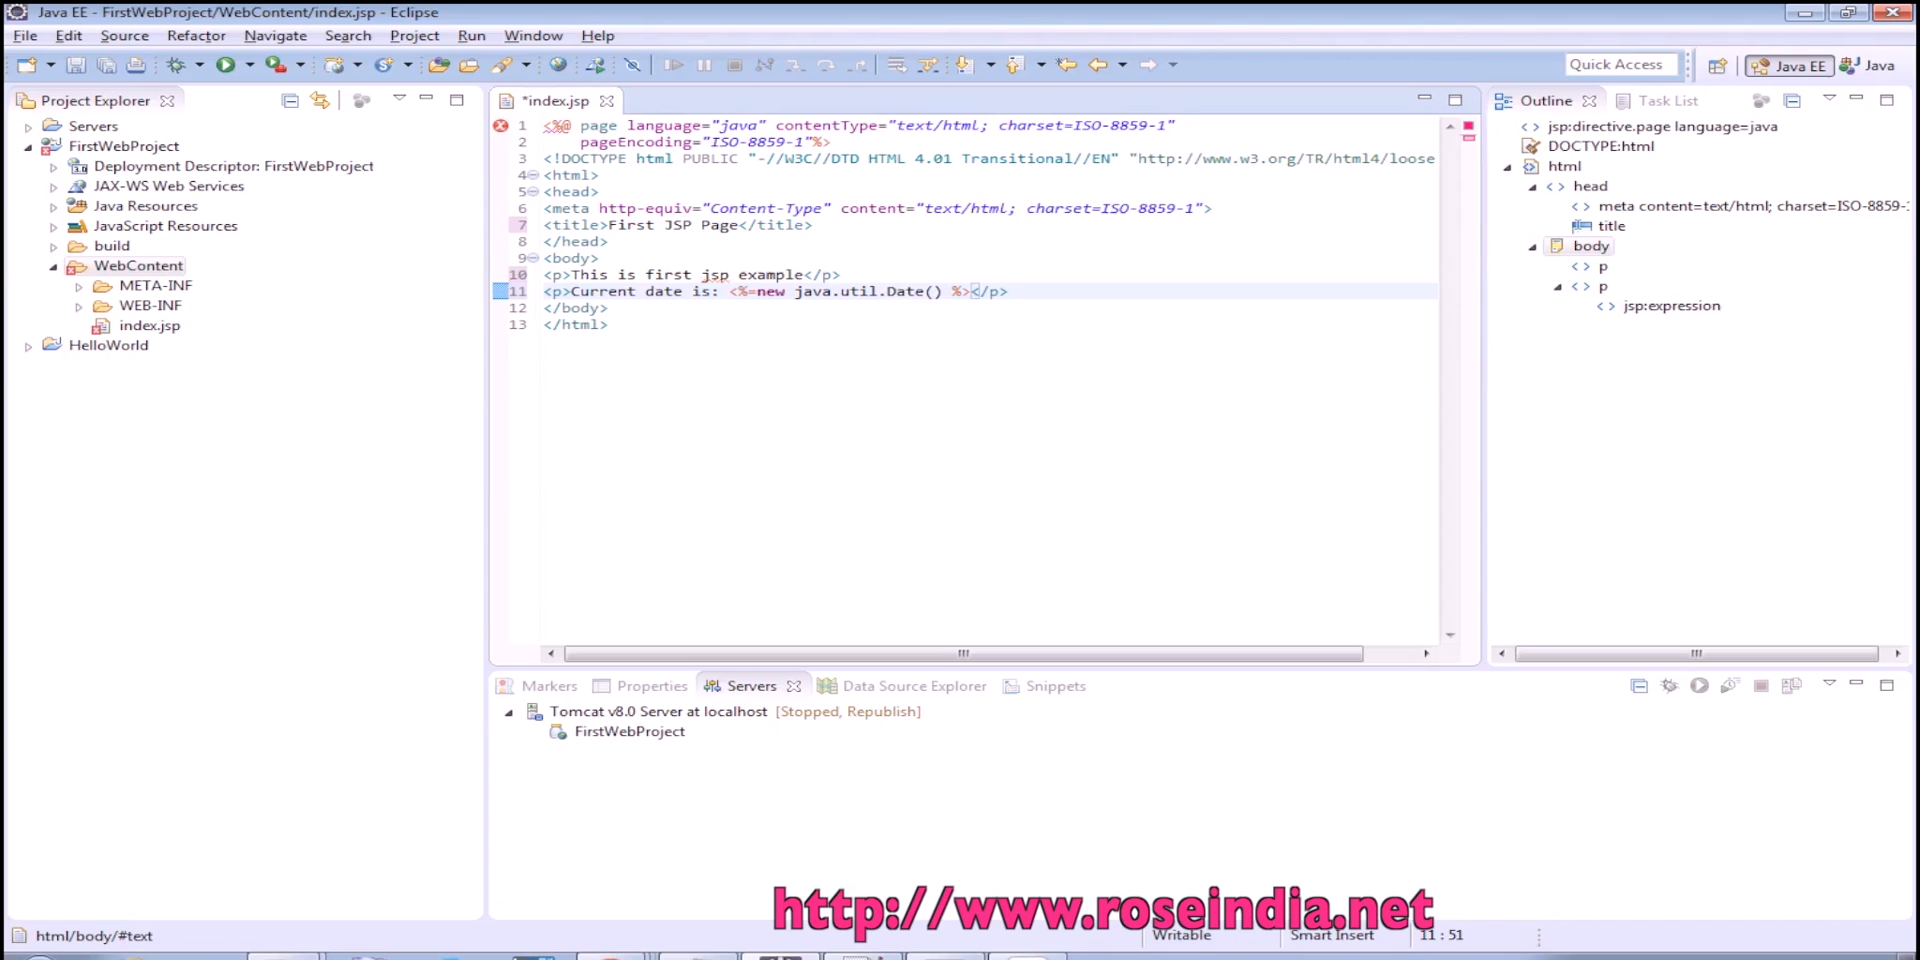 Java EE - FirstWebProject/WebContent/index.jsp - Eclipse
File Edit Source Refactor Navigate Search Project Run Window Help
Quick Access
Java EE
Java
Project Explorer
Servers
FirstWebProject
Deployment Descriptor: FirstWebProject
JAX-WS Web Services
Java Resources
JavaScript Resources
build
WebContent
META-INF
WEB-INF
index.jsp
HelloWorld
*index.jsp
1 <%@ page language="java" contentType="text/html; charset=ISO-8859-1"
2 pageEncoding="ISO-8859-1"%>
3 <!DOCTYPE html PUBLIC "-//W3C//DTD HTML 4.01 Transitional//EN" "http://www.w3.org/TR/html4/loose
4 <html>
5 <head>
6 <meta http-equiv="Content-Type" content="text/html; charset=ISO-8859-1">
7 <title>First JSP Page</title>
8 </head>
9 <body>
10 <p>This is first jsp example</p>
11 <p>Current date is: <%=new java.util.Date() %></p>
12 </body>
13 </html>
Outline
Task List
jsp:directive.page language=java
DOCTYPE:html
html
head
meta content=text/html; charset=ISO-8859-1
title
body
p
p
jsp:expression
Markers Properties Servers Data Source Explorer Snippets
Tomcat v8.0 Server at localhost [Stopped, Republish]
FirstWebProject
http://www.roseindia.net
html/body/#text
Writable
Smart Insert
11 : 51